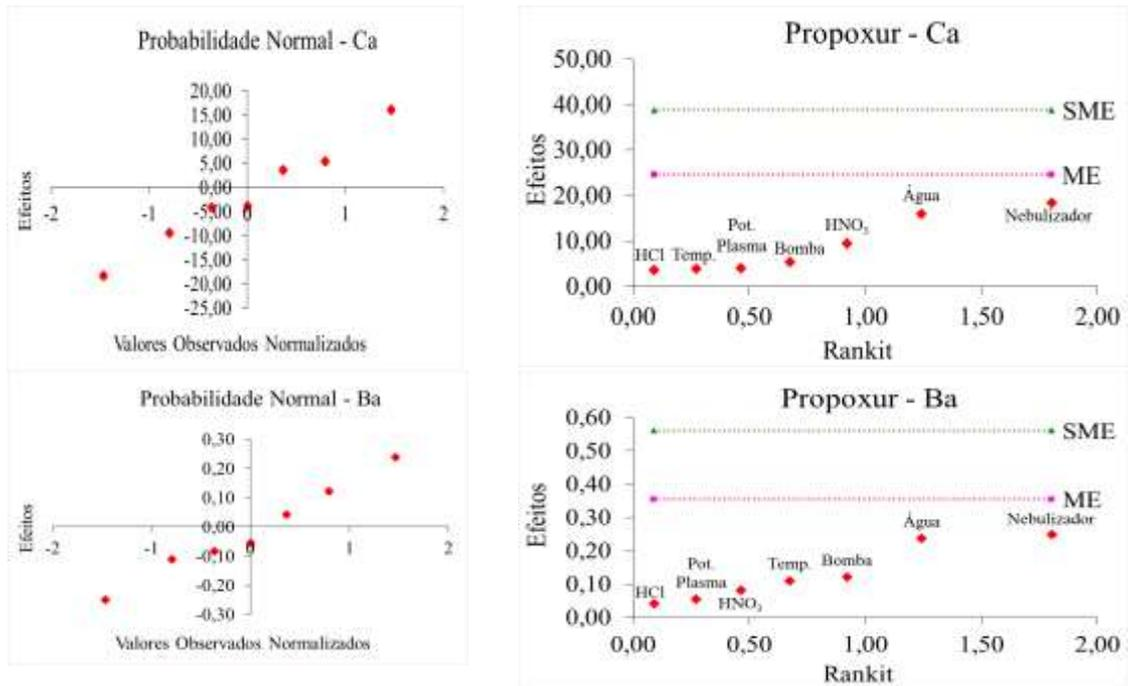 Probabilidade Normal - Ca
20,00
15,00
10,00
5,00
0,00
-5,00
-10,00
-15,00
-20,00
-25,00
-2
-1
0
1
2
Efeitos
Valores Observados Normalizados
Propoxur - Ca
50,00
40,00
30,00
20,00
10,00
0,00
Efeitos
SME
ME
HCl
Temp.
Pot.
Plasma
Bomba
HNO₃
Água
Nebulizador
0,00
0,50
1,00
1,50
2,00
Rankit
Probabilidade Normal - Ba
0,30
0,20
0,10
0,00
-0,10
-0,20
-0,30
-2
-1
0
1
2
Efeitos
Valores Observados Normalizados
Propoxur - Ba
0,60
0,50
0,40
0,30
0,20
0,10
0,00
Efeitos
SME
ME
HCl
Pot.
Plasma
HNO₃
Temp.
Bomba
Água
Nebulizador
0,00
0,50
1,00
1,50
2,00
Rankit